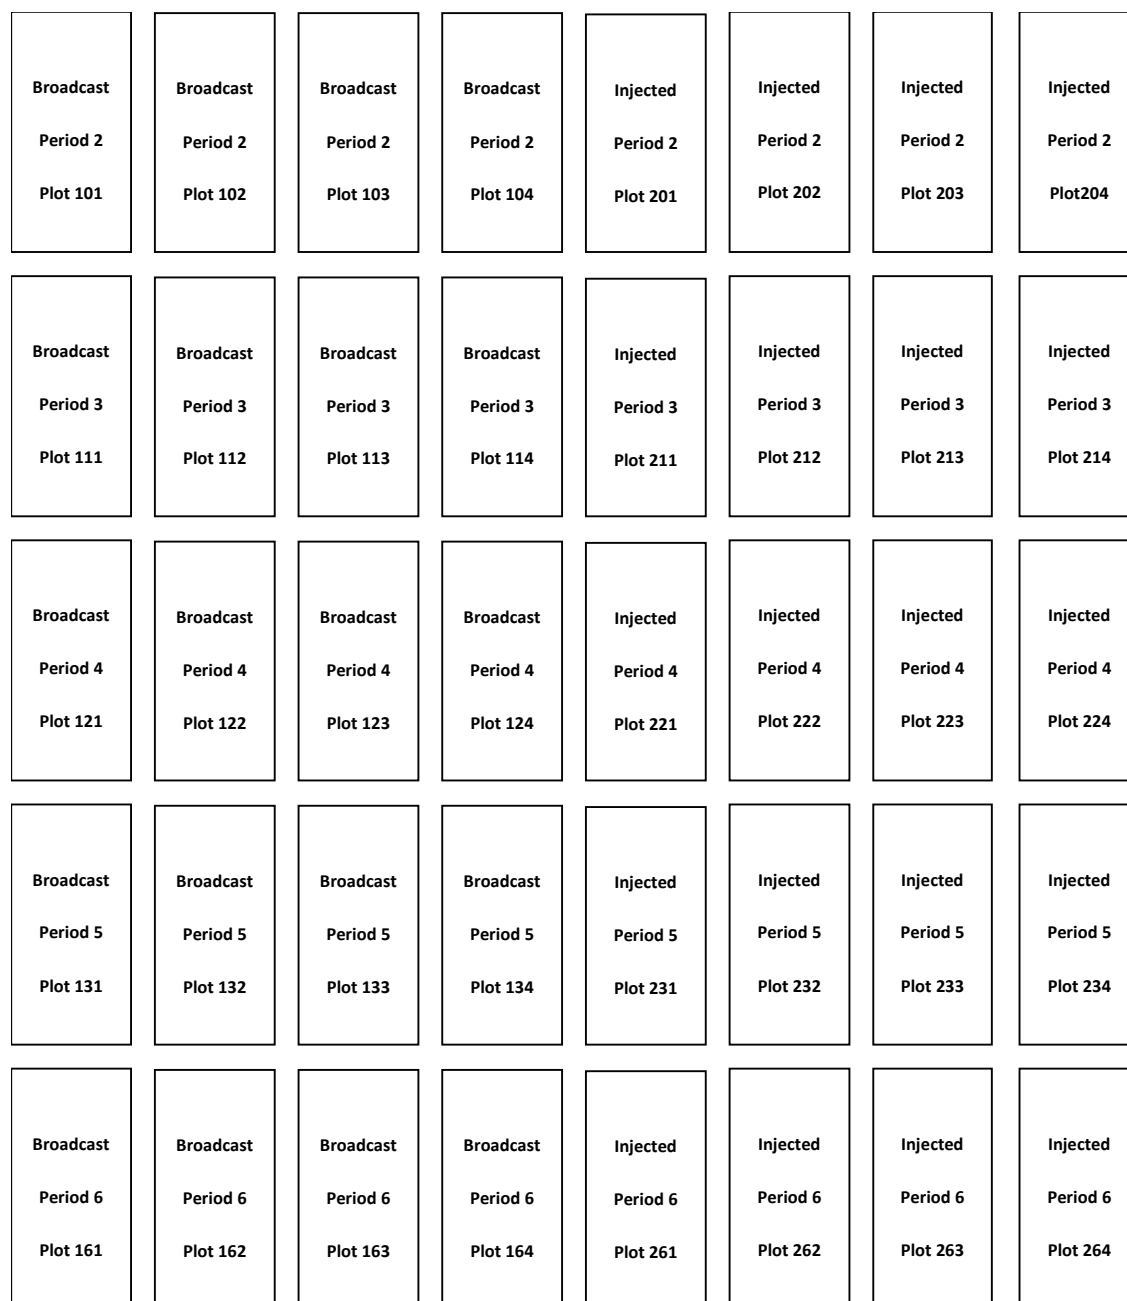 Broadcast
Period 2
Plot 101
Broadcast
Period 2
Plot 102
Broadcast
Period 2
Plot 103
Broadcast
Period 2
Plot 104
Injected
Period 2
Plot 201
Injected
Period 2
Plot 202
Injected
Period 2
Plot 203
Injected
Period 2
Plot204
Broadcast
Period 3
Plot 111
Broadcast
Period 3
Plot 112
Broadcast
Period 3
Plot 113
Broadcast
Period 3
Plot 114
Injected
Period 3
Plot 211
Injected
Period 3
Plot 212
Injected
Period 3
Plot 213
Injected
Period 3
Plot 214
Broadcast
Period 4
Plot 121
Broadcast
Period 4
Plot 122
Broadcast
Period 4
Plot 123
Broadcast
Period 4
Plot 124
Injected
Period 4
Plot 221
Injected
Period 4
Plot 222
Injected
Period 4
Plot 223
Injected
Period 4
Plot 224
Broadcast
Period 5
Plot 131
Broadcast
Period 5
Plot 132
Broadcast
Period 5
Plot 133
Broadcast
Period 5
Plot 134
Injected
Period 5
Plot 231
Injected
Period 5
Plot 232
Injected
Period 5
Plot 233
Injected
Period 5
Plot 234
Broadcast
Period 6
Plot 161
Broadcast
Period 6
Plot 162
Broadcast
Period 6
Plot 163
Broadcast
Period 6
Plot 164
Injected
Period 6
Plot 261
Injected
Period 6
Plot 262
Injected
Period 6
Plot 263
Injected
Period 6
Plot 264